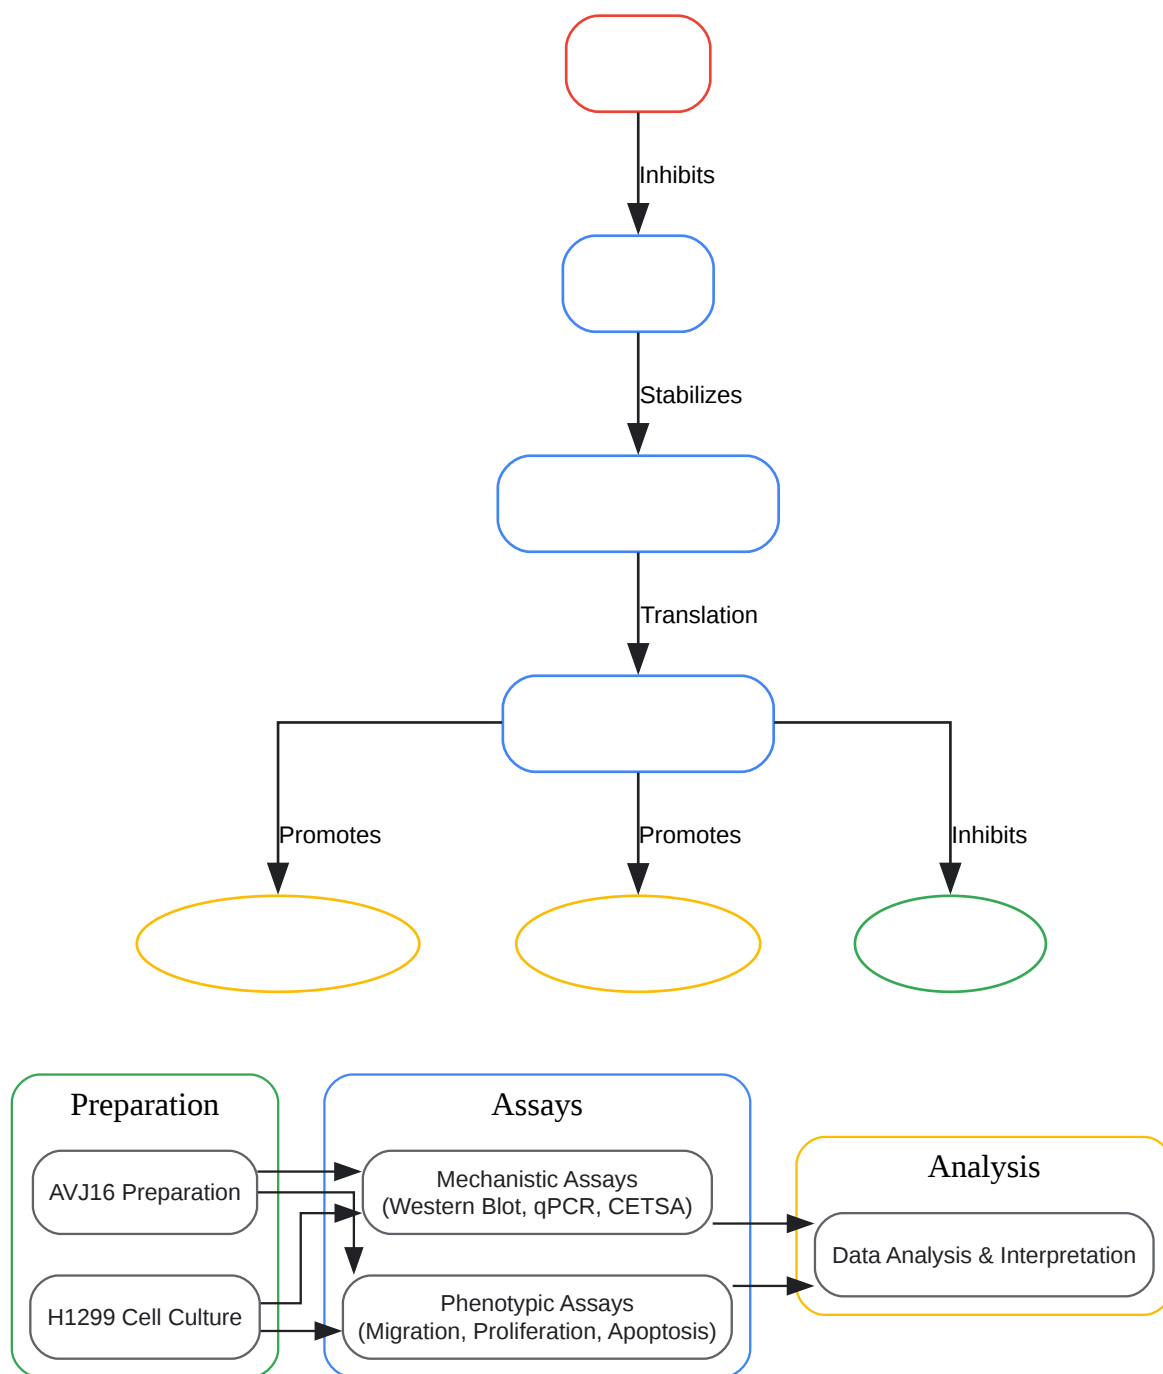 Inhibits
Stabilizes
Translation
Promotes
Promotes
Inhibits
Preparation
AVJ16 Preparation
H1299 Cell Culture
Assays
Mechanistic Assays
(Western Blot, qPCR, CETSA)
Phenotypic Assays
(Migration, Proliferation, Apoptosis)
Analysis
Data Analysis & Interpretation